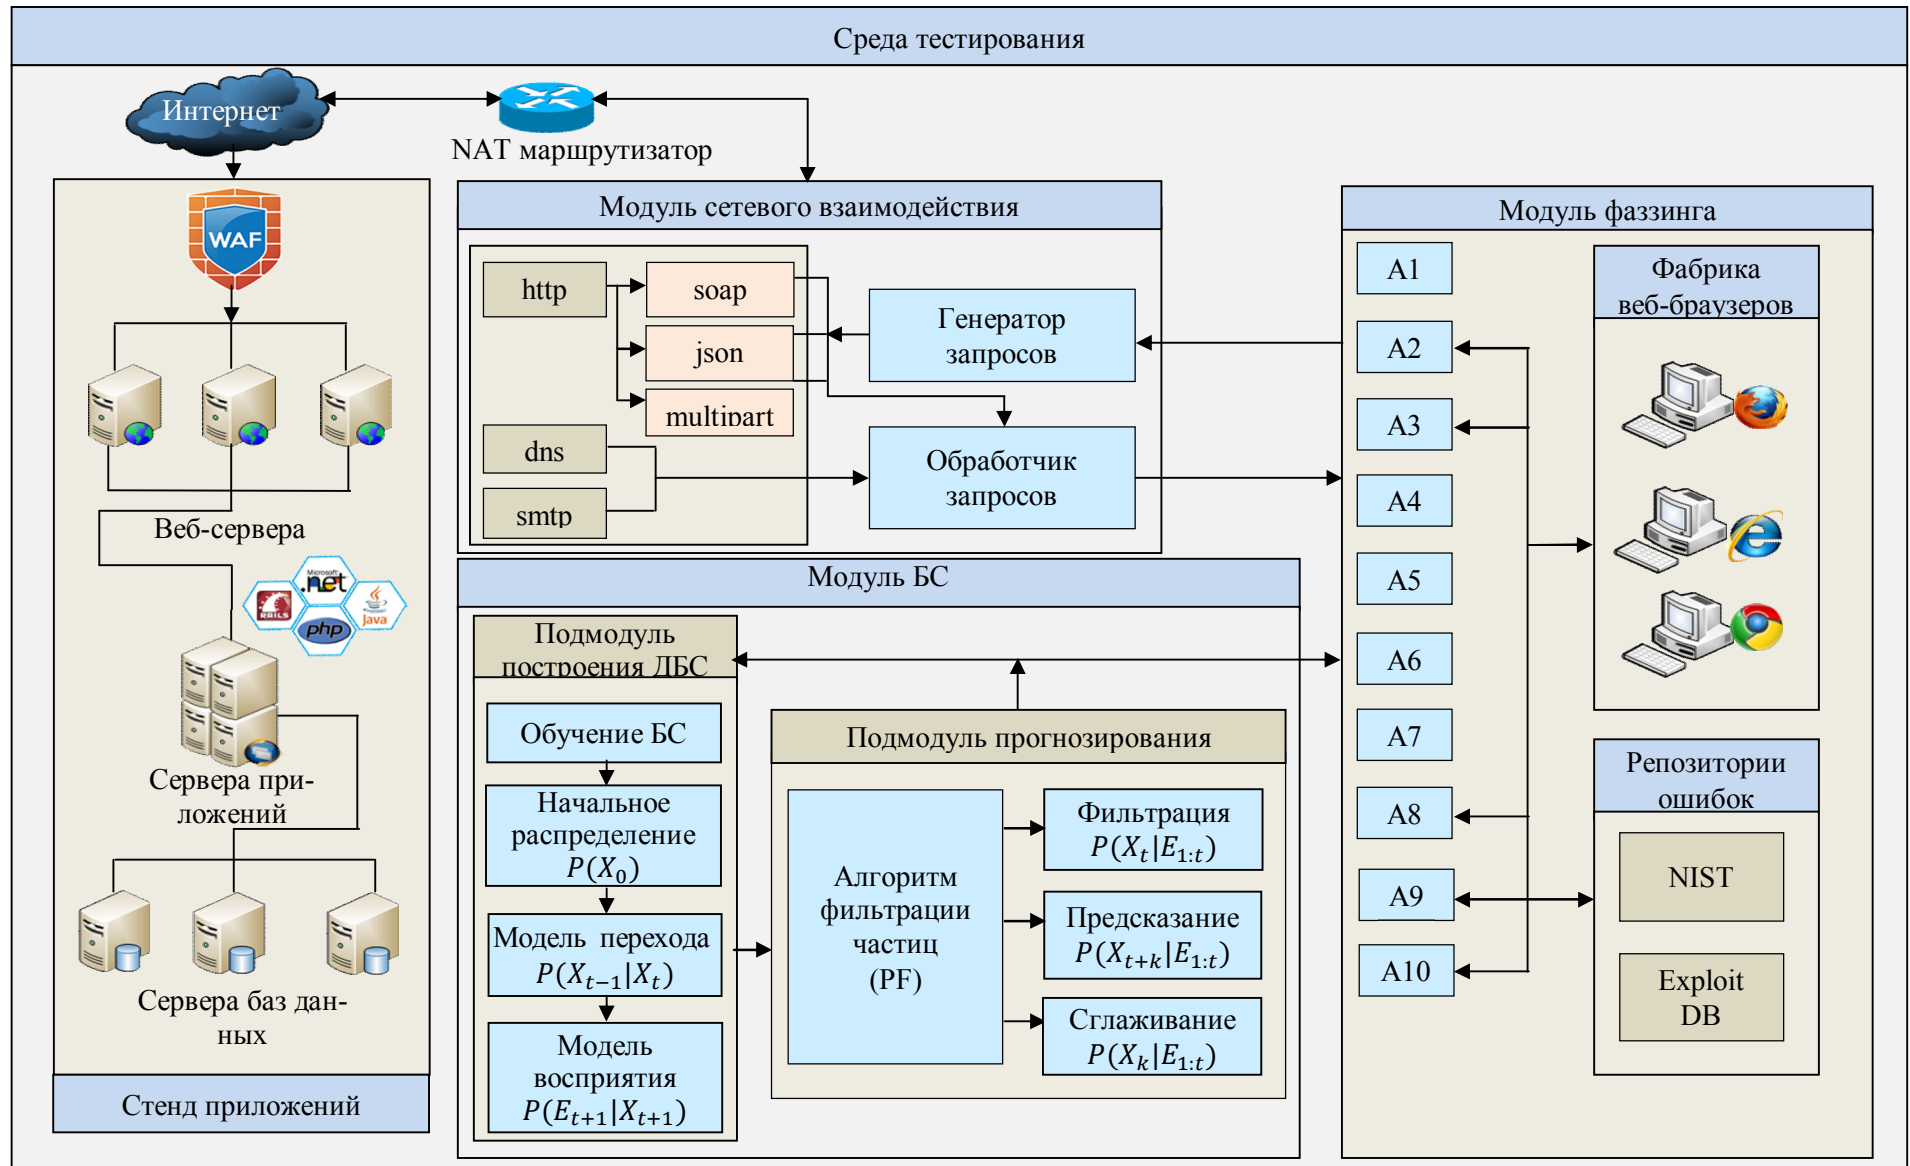 Среда тестирования
Интернет
NAT маршрутизатор
WAF
Веб-сервера
Microsoft
.net
RAILS
php
Java
Сервера при-
ложений
Сервера баз дан-
ных
Стенд приложений
Модуль сетевого взаимодействия
http
soap
json
multipart
dns
smtp
Генератор
запросов
Обработчик
запросов
Модуль БС
Подмодуль
построения ДБС
Обучение БС
Начальное
распределение
P(X₀)
Модель перехода
P(Xₜ₋₁|Xₜ)
Модель
восприятия
P(Eₜ₊₁|Xₜ₊₁)
Подмодуль прогнозирования
Алгоритм
фильтрации
частиц
(PF)
Фильтрация
P(Xₜ|E₁:ₜ)
Предсказание
P(Xₜ₊ₖ|E₁:ₜ)
Сглаживание
P(Xₖ|E₁:ₜ)
Модуль фаззинга
A1
A2
A3
A4
A5
A6
A7
A8
A9
A10
Фабрика
веб-браузеров
Репозитории
ошибок
NIST
Exploit
DB